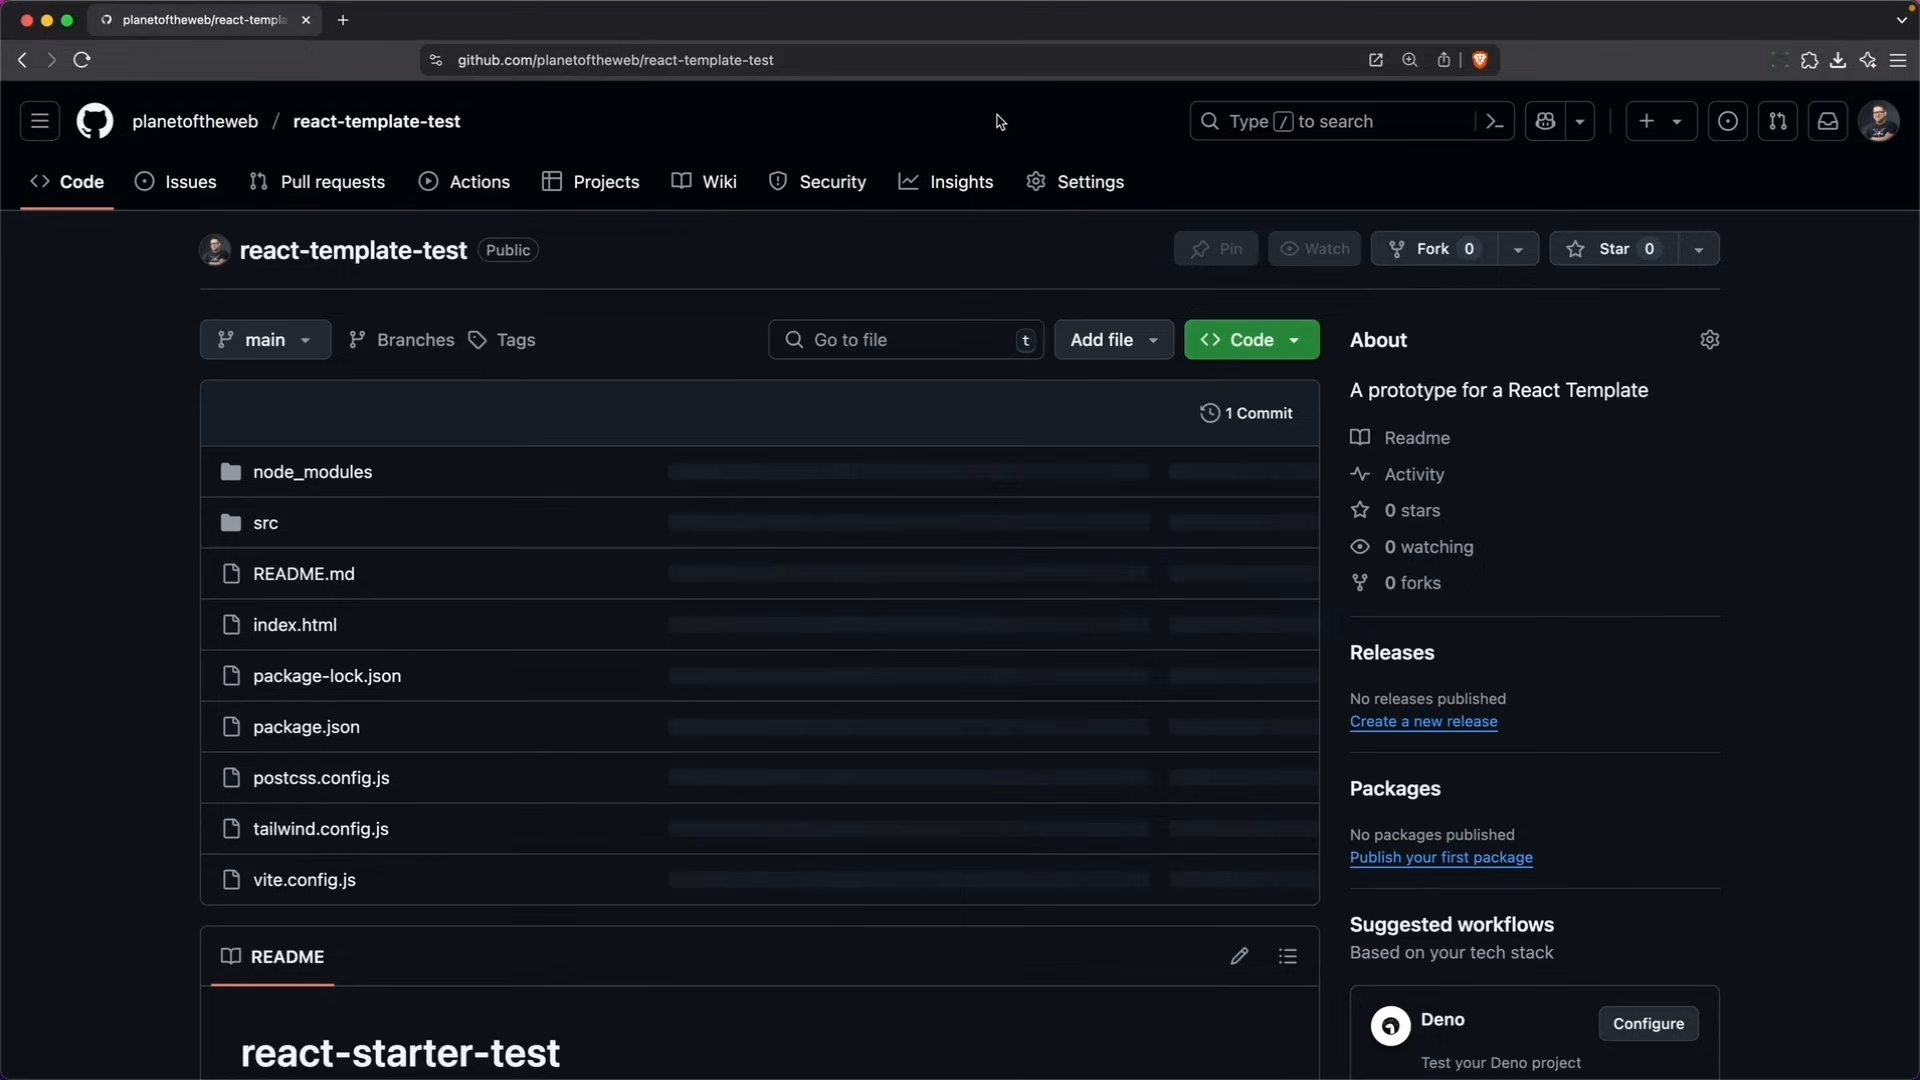 planetoftheweb/react-templa
github.com/planetoftheweb/react-template-test
planetoftheweb / react-template-test
Type / to search
Code Issues Pull requests Actions Projects Wiki Security Insights Settings
react-template-test Public
Pin Watch Fork 0 Star 0
main Branches Tags Go to file t Add file Code
1 Commit
node_modules
src
README.md
index.html
package-lock.json
package.json
postcss.config.js
tailwind.config.js
vite.config.js
README
react-starter-test
About
A prototype for a React Template
Readme
Activity
0 stars
0 watching
0 forks
Releases
No releases published
Create a new release
Packages
No packages published
Publish your first package
Suggested workflows
Based on your tech stack
Deno
Configure
Test your Deno project